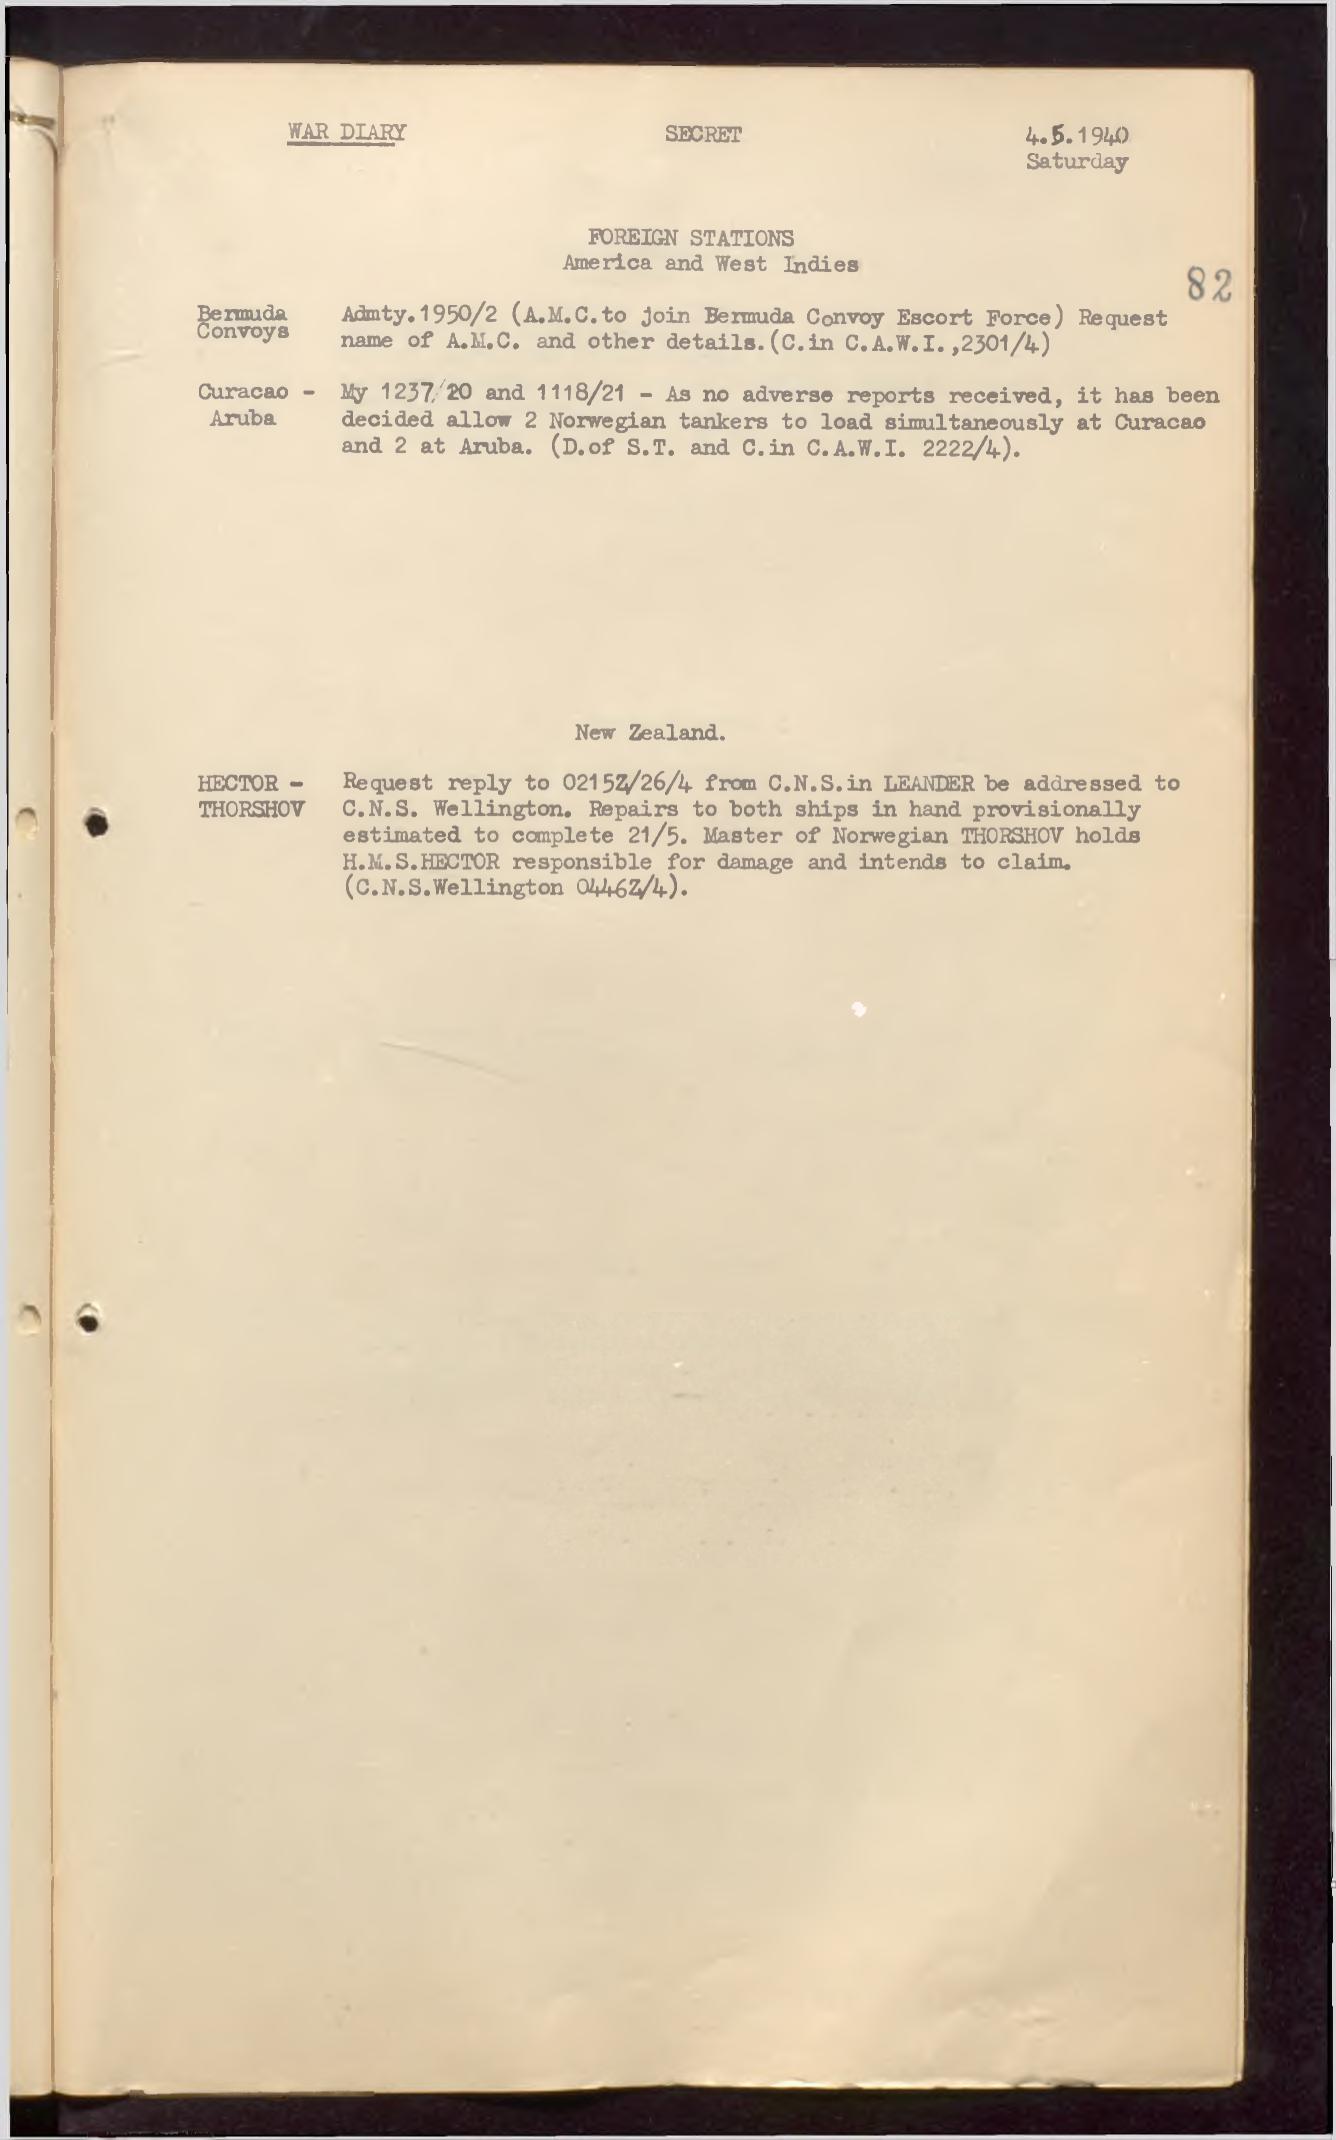 WAR DIARY SECRET 4.5.1940
Saturday
FOREIGN STATIONS
America and West Indies
82
Bermuda Admty.1950/2 (A.M.C.to join Bermuda Convoy Escort Force) Request
Convoys name of A.M.C. and other details.(C.in C.A.W.I.,2301/4)
Curacao - My 1237/20 and 1118/21 - As no adverse reports received, it has been
Aruba decided allow 2 Norwegian tankers to load simultaneously at Curacao
and 2 at Aruba. (D.of S.T. and C.in C.A.W.I. 2222/4).
New Zealand.
HECTOR - Request reply to 0215Z/26/4 from C.N.S.in LEANDER be addressed to
THORSHOV C.N.S. Wellington. Repairs to both ships in hand provisionally
estimated to complete 21/5. Master of Norwegian THORSHOV holds
H.M.S.HECTOR responsible for damage and intends to claim.
(C.N.S.Wellington 0446Z/4).